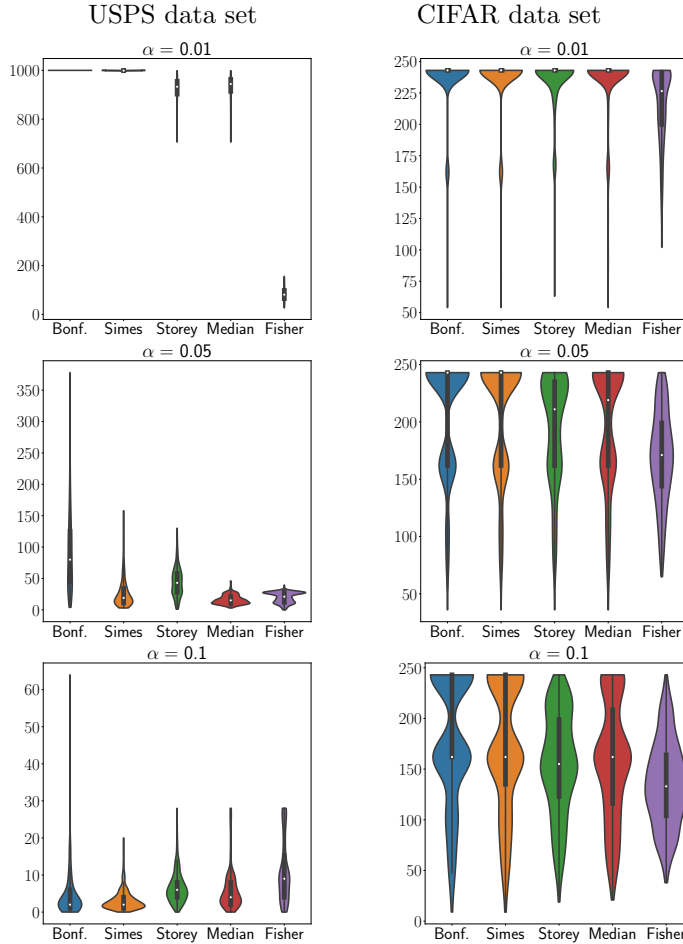 USPS data set CIFAR data set
α = 0.01 α = 0.01
1000 800 600 400 200 0
250 225 200 175 150 125 100 75 50
Bonf. Simes Storey Median Fisher Bonf. Simes Storey Median Fisher
α = 0.05 α = 0.05
350 300 250 200 150 100 50 0
250 200 150 100 50
Bonf. Simes Storey Median Fisher Bonf. Simes Storey Median Fisher
α = 0.1 α = 0.1
60 50 40 30 20 10 0
250 200 150 100 50 0
Bonf. Simes Storey Median Fisher Bonf. Simes Storey Median Fisher